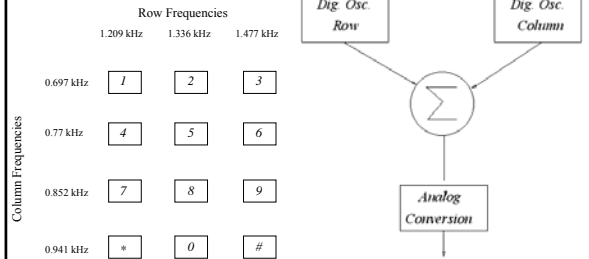 Row Frequencies
1.209 kHz 1.336 kHz 1.477 kHz
0.697 kHz 1 2 3
0.77 kHz 4 5 6
0.852 kHz 7 8 9
0.941 kHz * 0 #
Column Frequencies
Dig. Osc.
Row
Dig. Osc.
Column
Σ
Analog
Conversion